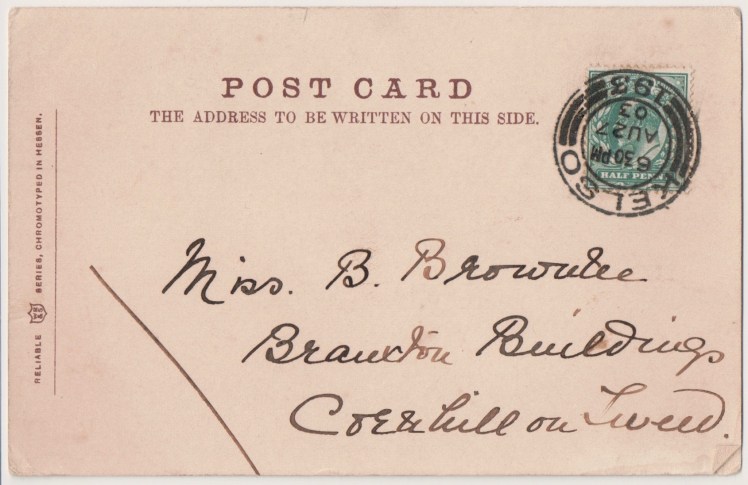 POST CARD
THE ADDRESS TO BE WRITTEN ON THIS SIDE.
HALF PENNY
KELSO
6 30 PM
AU 27
03
193
Miss. B. Brownlee
Branxton Buildings
Cornhill on Tweed.
RELIABLE SERIES, CHROMOTYPED IN HESSEN.